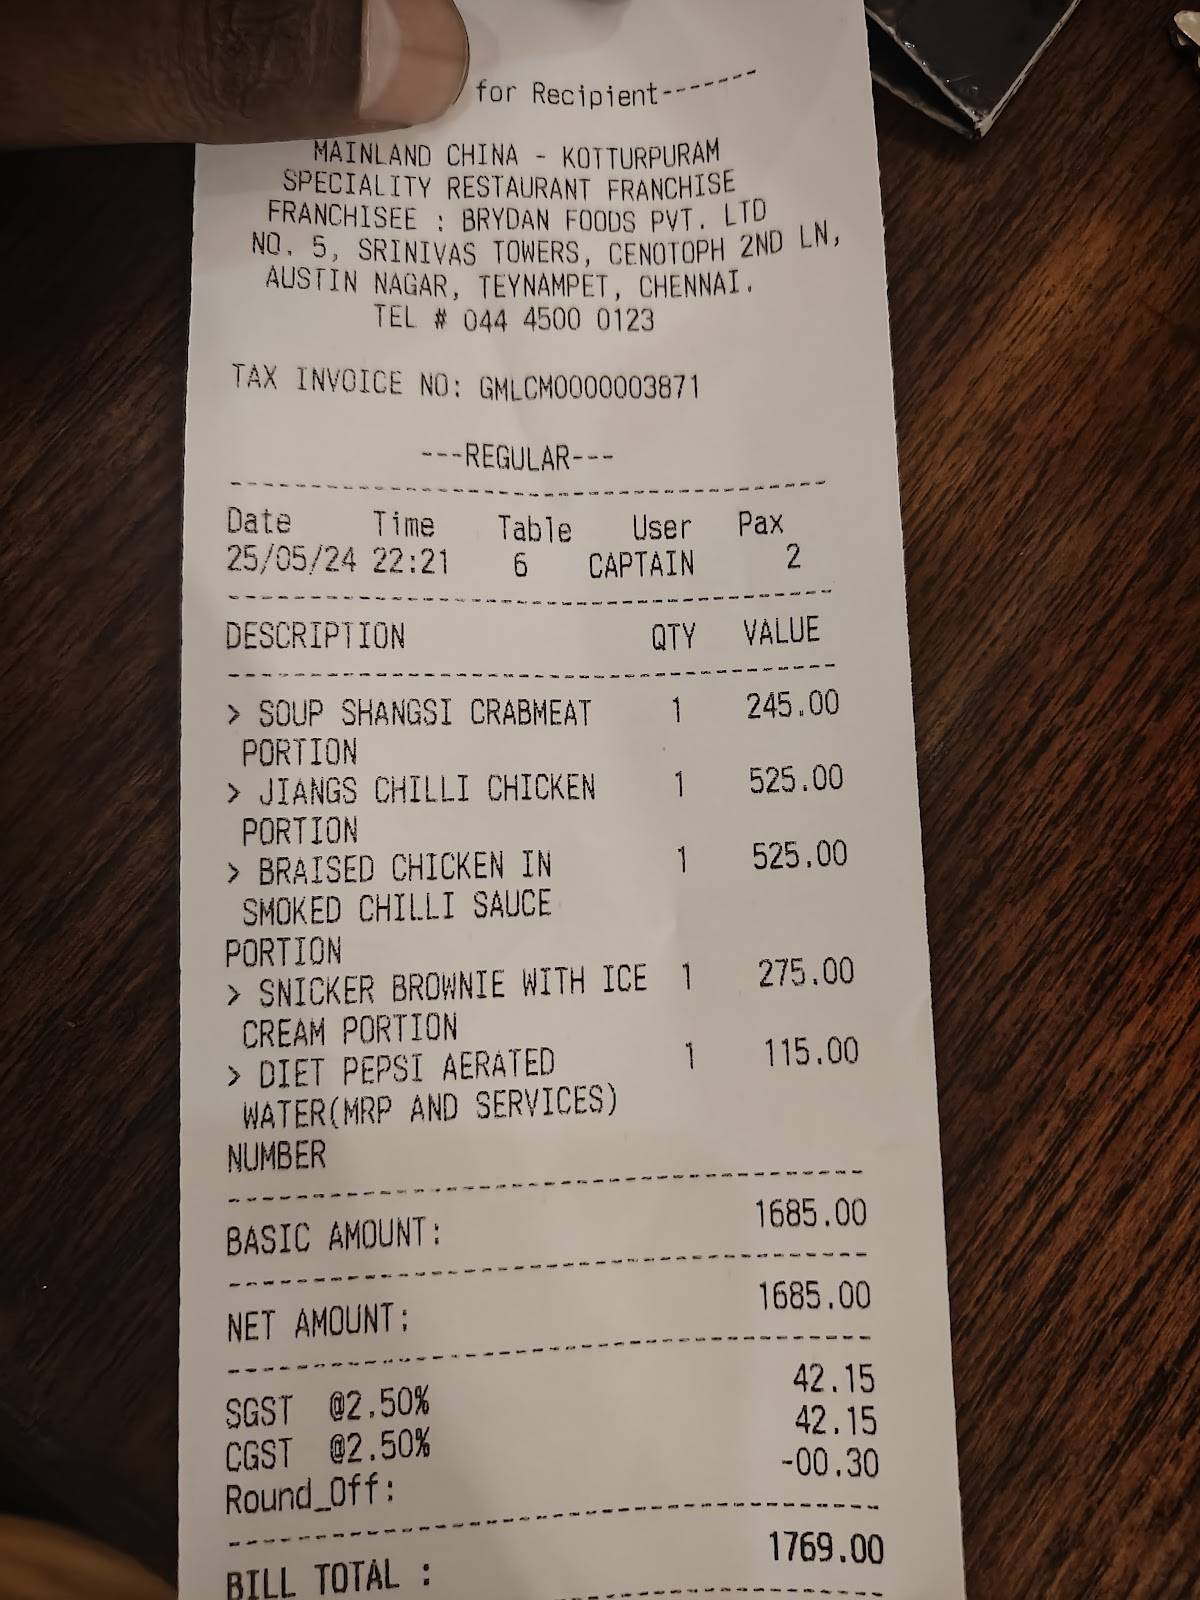 for Recipient-------
MAINLAND CHINA - KOTTURPURAM
SPECIALITY RESTAURANT FRANCHISE
FRANCHISEE : BRYDAN FOODS PVT. LTD
NO. 5, SRINIVAS TOWERS, CENOTOPH 2ND LN,
AUSTIN NAGAR, TEYNAMPET, CHENNAI.
TEL # 044 4500 0123
TAX INVOICE NO: GMLCM0000003871
---REGULAR---
Date Time Table User Pax
25/05/24 22:21 6 CAPTAIN 2
DESCRIPTION QTY VALUE
> SOUP SHANGSI CRABMEAT 1 245.00
PORTION
> JIANGS CHILLI CHICKEN 1 525.00
PORTION
> BRAISED CHICKEN IN 1 525.00
SMOKED CHILLI SAUCE
PORTION
> SNICKER BROWNIE WITH ICE 1 275.00
CREAM PORTION
> DIET PEPSI AERATED 1 115.00
WATER(MRP AND SERVICES)
NUMBER
BASIC AMOUNT: 1685.00
NET AMOUNT: 1685.00
SGST @2.50% 42.15
CGST @2.50% 42.15
Round_Off: -00.30
BILL TOTAL : 1769.00